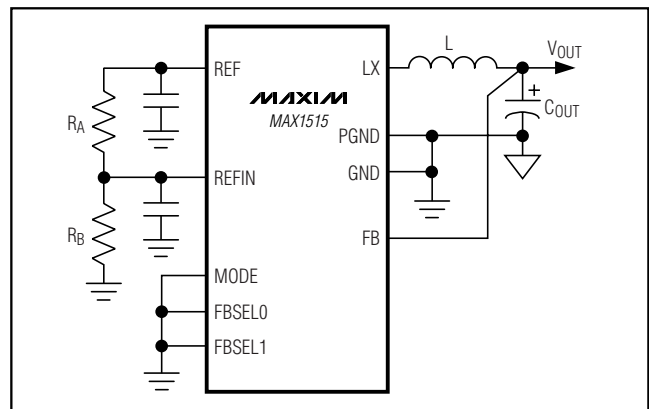 REF
LX
L
VOUT
+
COUT
MAXIM
MAX1515
RA
PGND
REFIN
GND
RB
FB
MODE
FBSEL0
FBSEL1